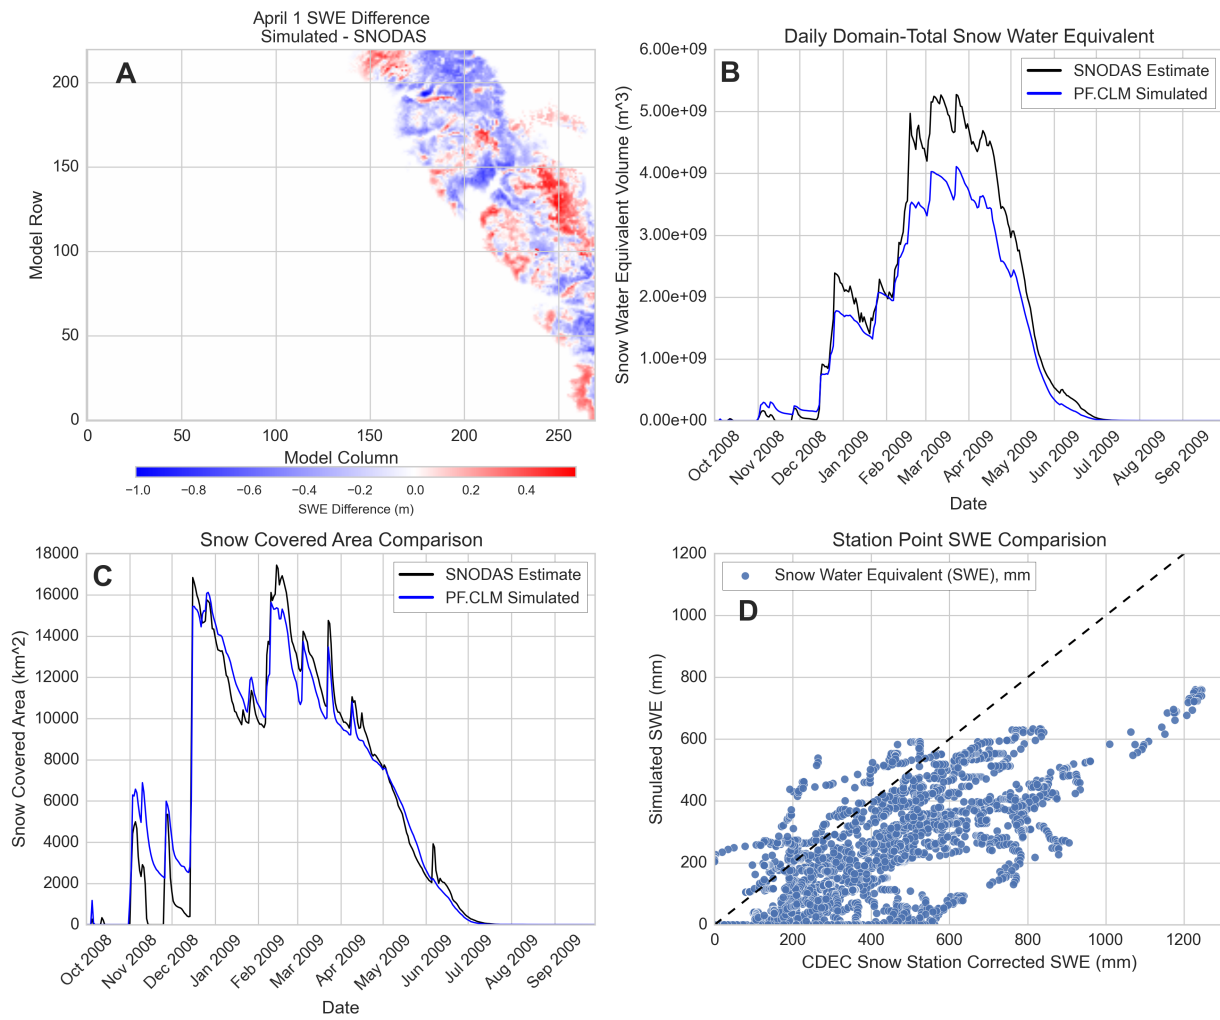 April 1 SWE Difference
Simulated - SNODAS
A
Model Row
200
150
100
50
0
0 50 100 150 200 250
Model Column
−1.0 −0.8 −0.6 −0.4 −0.2 0.0 0.2 0.4
SWE Difference (m)
Daily Domain-Total Snow Water Equivalent
B
SNODAS Estimate
PF.CLM Simulated
Snow Water Equivalent Volume (m^3)
6.00e+09
5.00e+09
4.00e+09
3.00e+09
2.00e+09
1.00e+09
0.00e+00
Oct 2008 Nov 2008 Dec 2008 Jan 2009 Feb 2009 Mar 2009 Apr 2009 May 2009 Jun 2009 Jul 2009 Aug 2009 Sep 2009
Date
Snow Covered Area Comparison
C
SNODAS Estimate
PF.CLM Simulated
Snow Covered Area (km^2)
18000
16000
14000
12000
10000
8000
6000
4000
2000
0
Oct 2008 Nov 2008 Dec 2008 Jan 2009 Feb 2009 Mar 2009 Apr 2009 May 2009 Jun 2009 Jul 2009 Aug 2009 Sep 2009
Date
Station Point SWE Comparision
Snow Water Equivalent (SWE), mm
D
Simulated SWE (mm)
1200
1000
800
600
400
200
0
0 200 400 600 800 1000 1200
CDEC Snow Station Corrected SWE (mm)